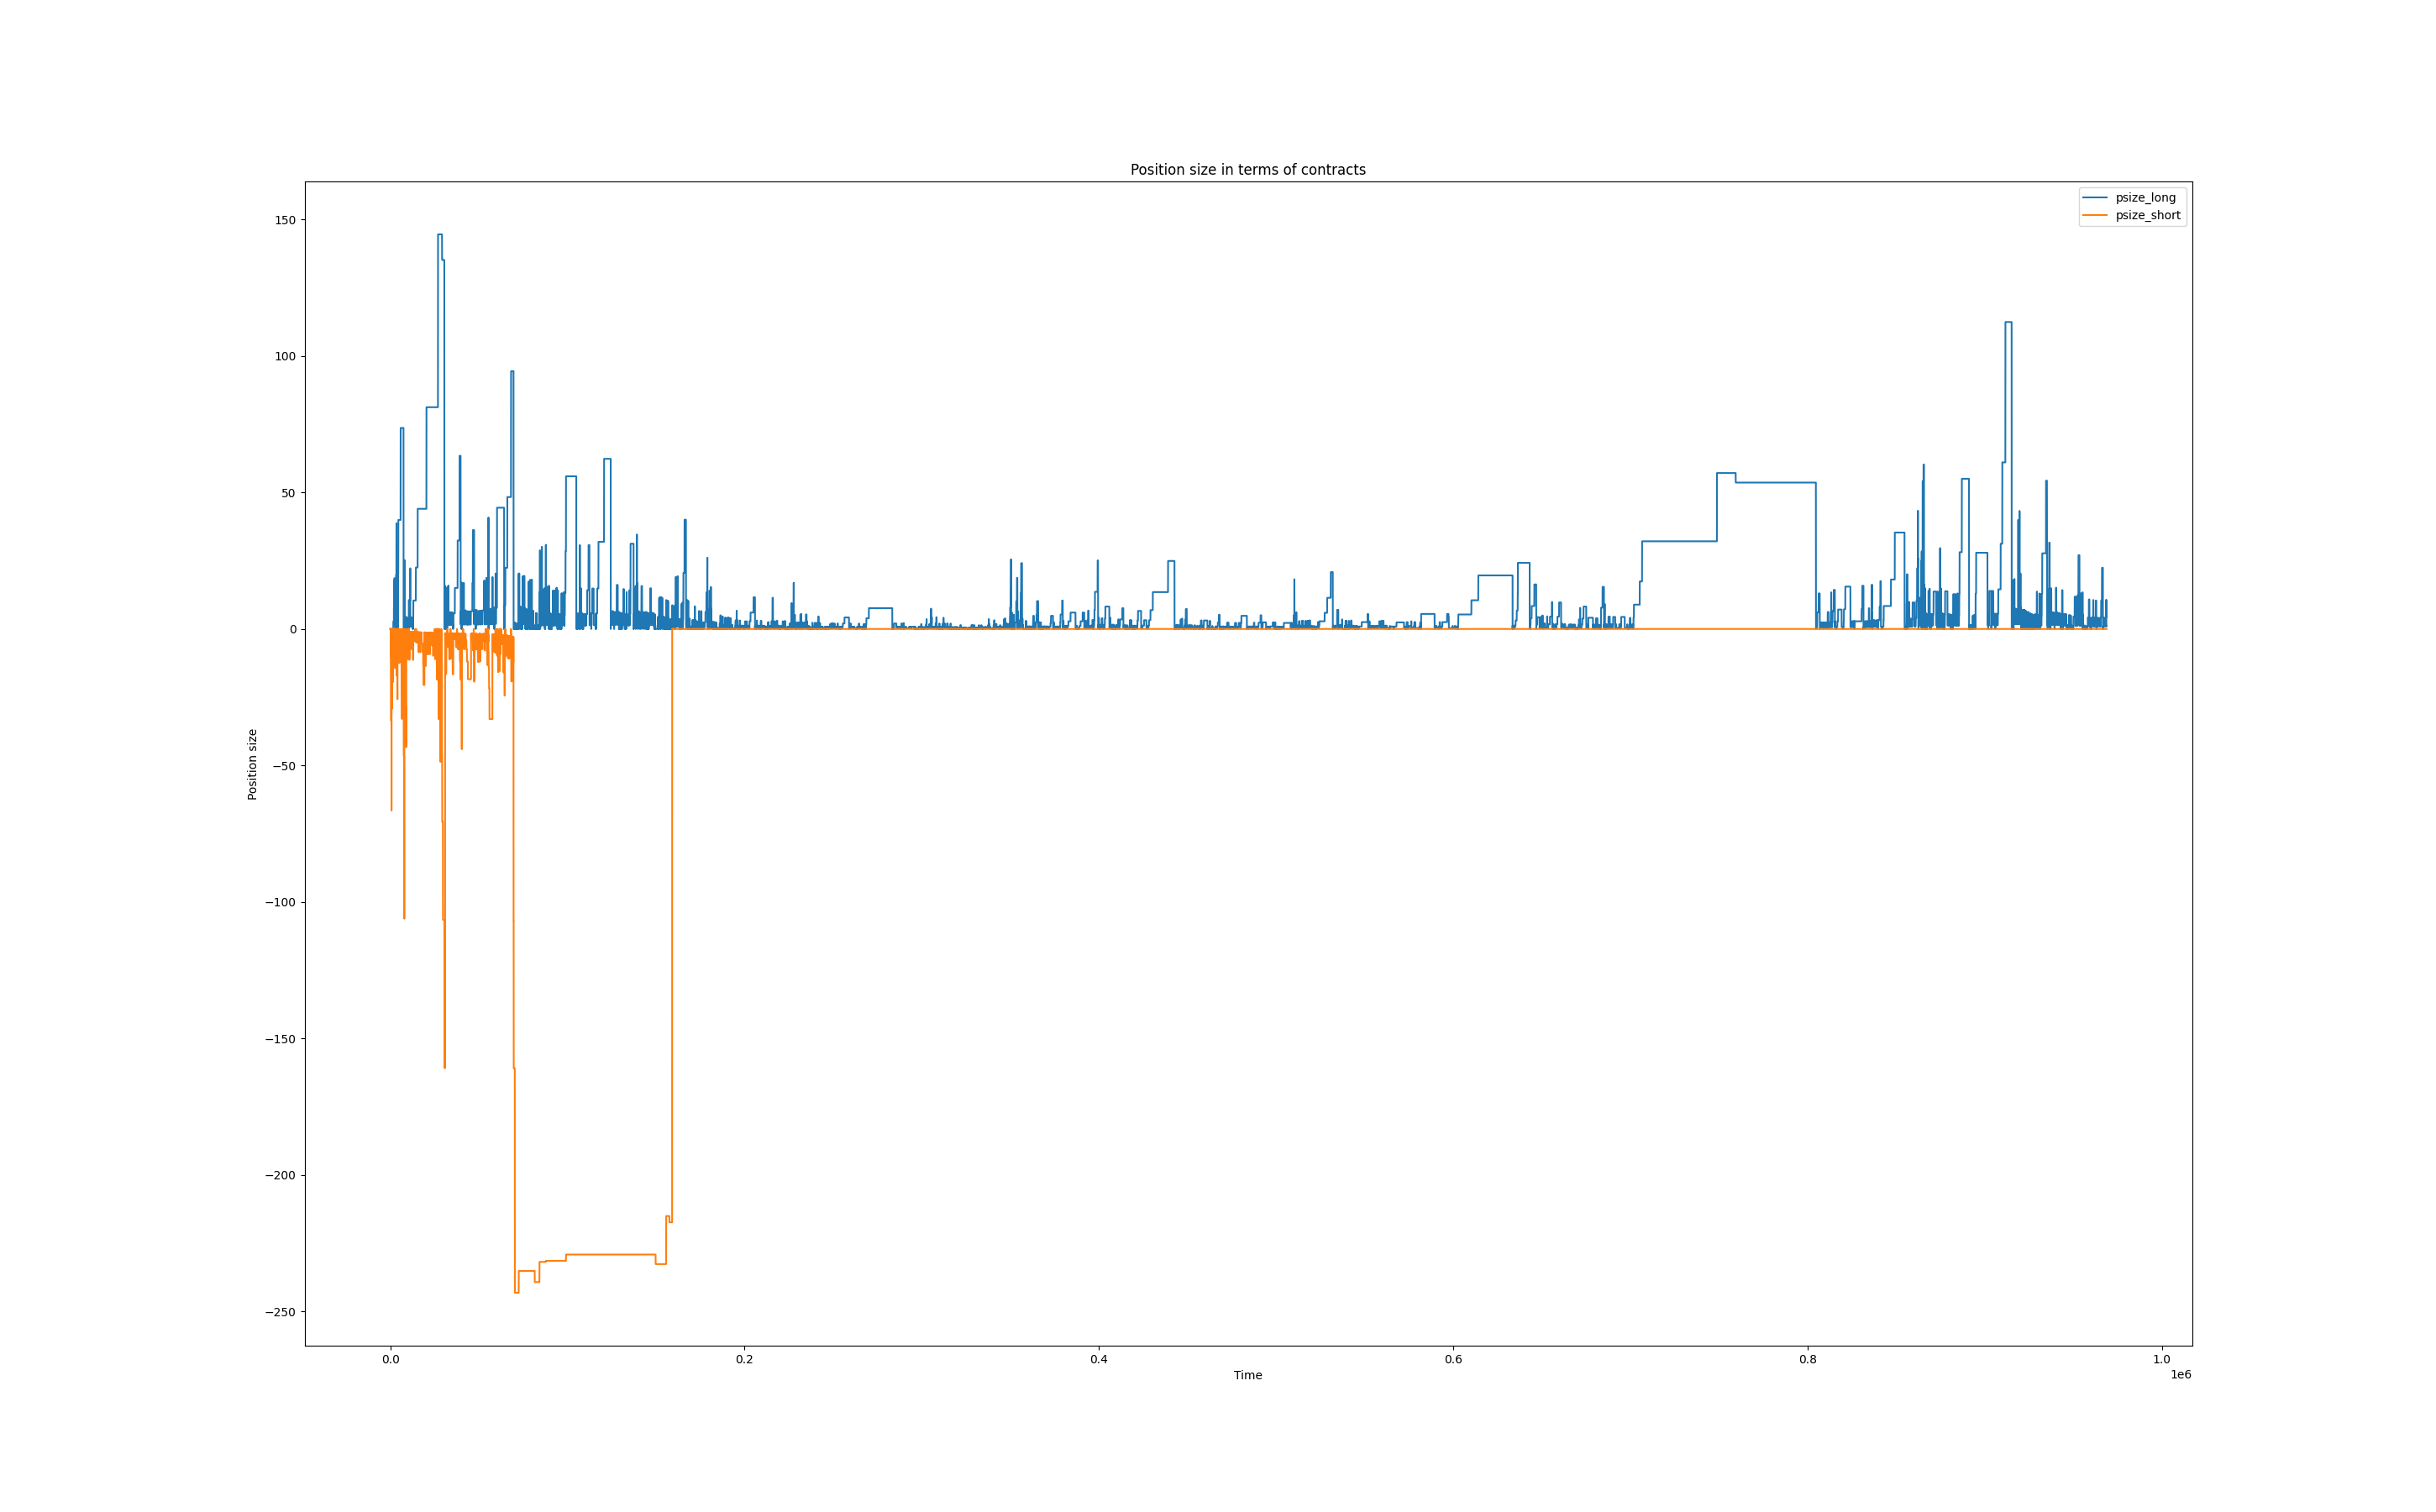 Position size in terms of contracts
psize_long
psize_short
150
100
50
0
−50
−100
−150
−200
−250
Position size
0.0
0.2
0.4
0.6
0.8
1.0
1e6
Time